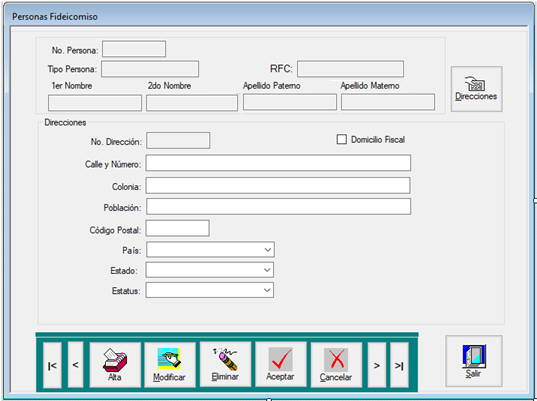 Personas Fideicomiso
No. Persona:
Tipo Persona: RFC:
1er Nombre 2do Nombre Apellido Paterno Apellido Materno
Direcciones
Direcciones
No. Dirección: Domicilio Fiscal
Calle y Número:
Colonia:
Población:
Código Postal:
País:
Estado:
Estatus:
|< < Alta Modificar Eliminar Aceptar Cancelar > >|
Salir